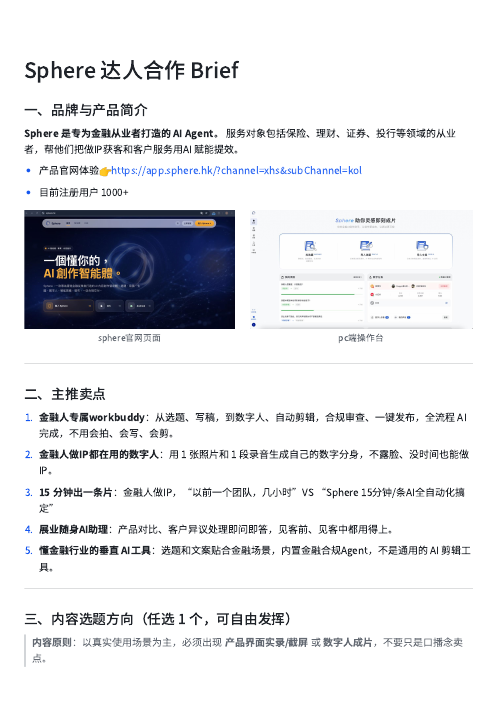 Sphere 达人合作 Brief
一、品牌与产品简介
Sphere 是专为金融从业者打造的 AI Agent。 服务对象包括保险、理财、证券、投行等领域的从业
者，帮他们把做IP获客和客户服务用AI 赋能提效。
• 产品官网体验👉https://app.sphere.hk/?channel=xhs&subChannel=kol
• 目前注册用户 1000+
一個懂你的，
AI 創作智能體。
Sphere 助你灵感即刻成片
sphere官网页面
pc端操作台
二、主推卖点
1. 金融人专属workbuddy：从选题、写稿，到数字人、自动剪辑，合规审查、一键发布，全流程 AI
完成，不用会拍、会写、会剪。
2. 金融人做IP都在用的数字人：用 1 张照片和 1 段录音生成自己的数字分身，不露脸、没时间也能做
IP。
3. 15 分钟出一条片：金融人做IP，“以前一个团队，几小时”VS “Sphere 15分钟/条AI全自动化搞
定”
4. 展业随身AI助理：产品对比、客户异议处理即问即答，见客前、见客中都用得上。
5. 懂金融行业的垂直 AI 工具：选题和文案贴合金融场景，内置金融合规Agent，不是通用的 AI 剪辑工
具。
三、内容选题方向（任选 1 个，可自由发挥）
内容原则：以真实使用场景为主，必须出现 产品界面实录/截屏 或 数字人成片，不要只是口播念卖
点。